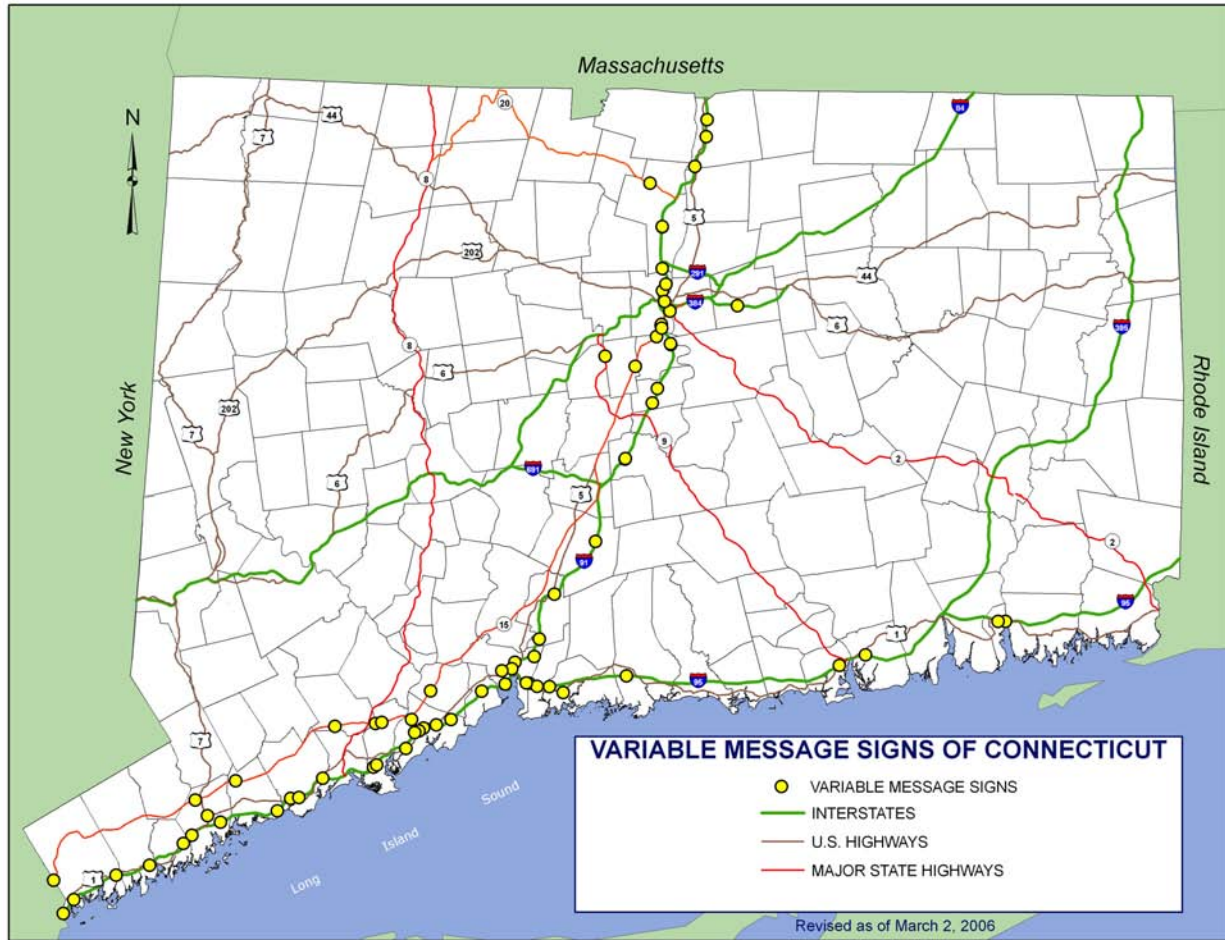 Massachusetts
20
84
44
7
N
8
5
202
291
44
384
6
386
8
6
New York
202
7
9
2
Rhode Island
691
6
5
2
91
95
15
1
95
7
VARIABLE MESSAGE SIGNS OF CONNECTICUT
VARIABLE MESSAGE SIGNS
INTERSTATES
U.S. HIGHWAYS
MAJOR STATE HIGHWAYS
Long Island Sound
1
Revised as of March 2, 2006